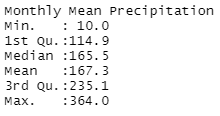 Monthly Mean Precipitation
Min.   : 10.0
1st Qu.:114.9
Median :165.5
Mean   :167.3
3rd Qu.:235.1
Max.   :364.0